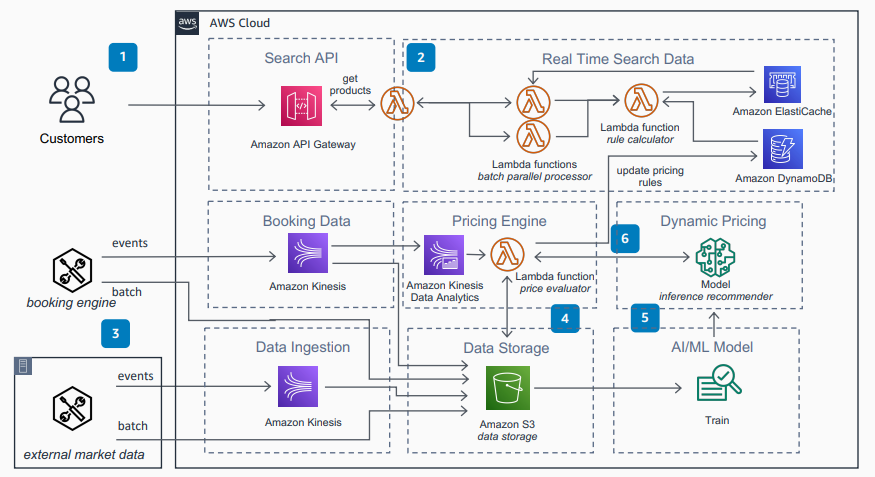 aws
AWS Cloud
1
Search API
2
Real Time Search Data
get
products
Customers
Amazon API Gateway
Amazon ElastiCache
Lambda function
rule calculator
Lambda functions
batch parallel processor
Amazon DynamoDB
update pricing
rules
Booking Data
Pricing Engine
Dynamic Pricing
6
events
Amazon Kinesis
Amazon Kinesis
Data Analytics
Lambda function
price evaluator
Model
inference recommender
batch
booking engine
3
4
5
Data Ingestion
Data Storage
AI/ML Model
events
Amazon Kinesis
Amazon S3
data storage
Train
batch
external market data